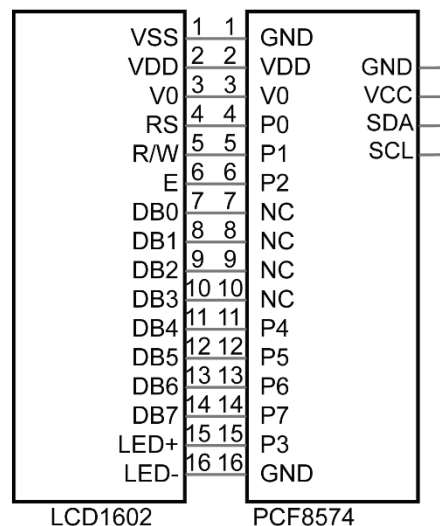 VSS 1 1 GND
VDD 2 2 VDD GND
V0 3 3 V0 VCC
RS 4 4 P0 SDA
R/W 5 5 P1 SCL
E 6 6 P2
DB0 7 7 NC
DB1 8 8 NC
DB2 9 9 NC
DB3 10 10 NC
DB4 11 11 P4
DB5 12 12 P5
DB6 13 13 P6
DB7 14 14 P7
LED+ 15 15 P3
LED- 16 16 GND
LCD1602 PCF8574